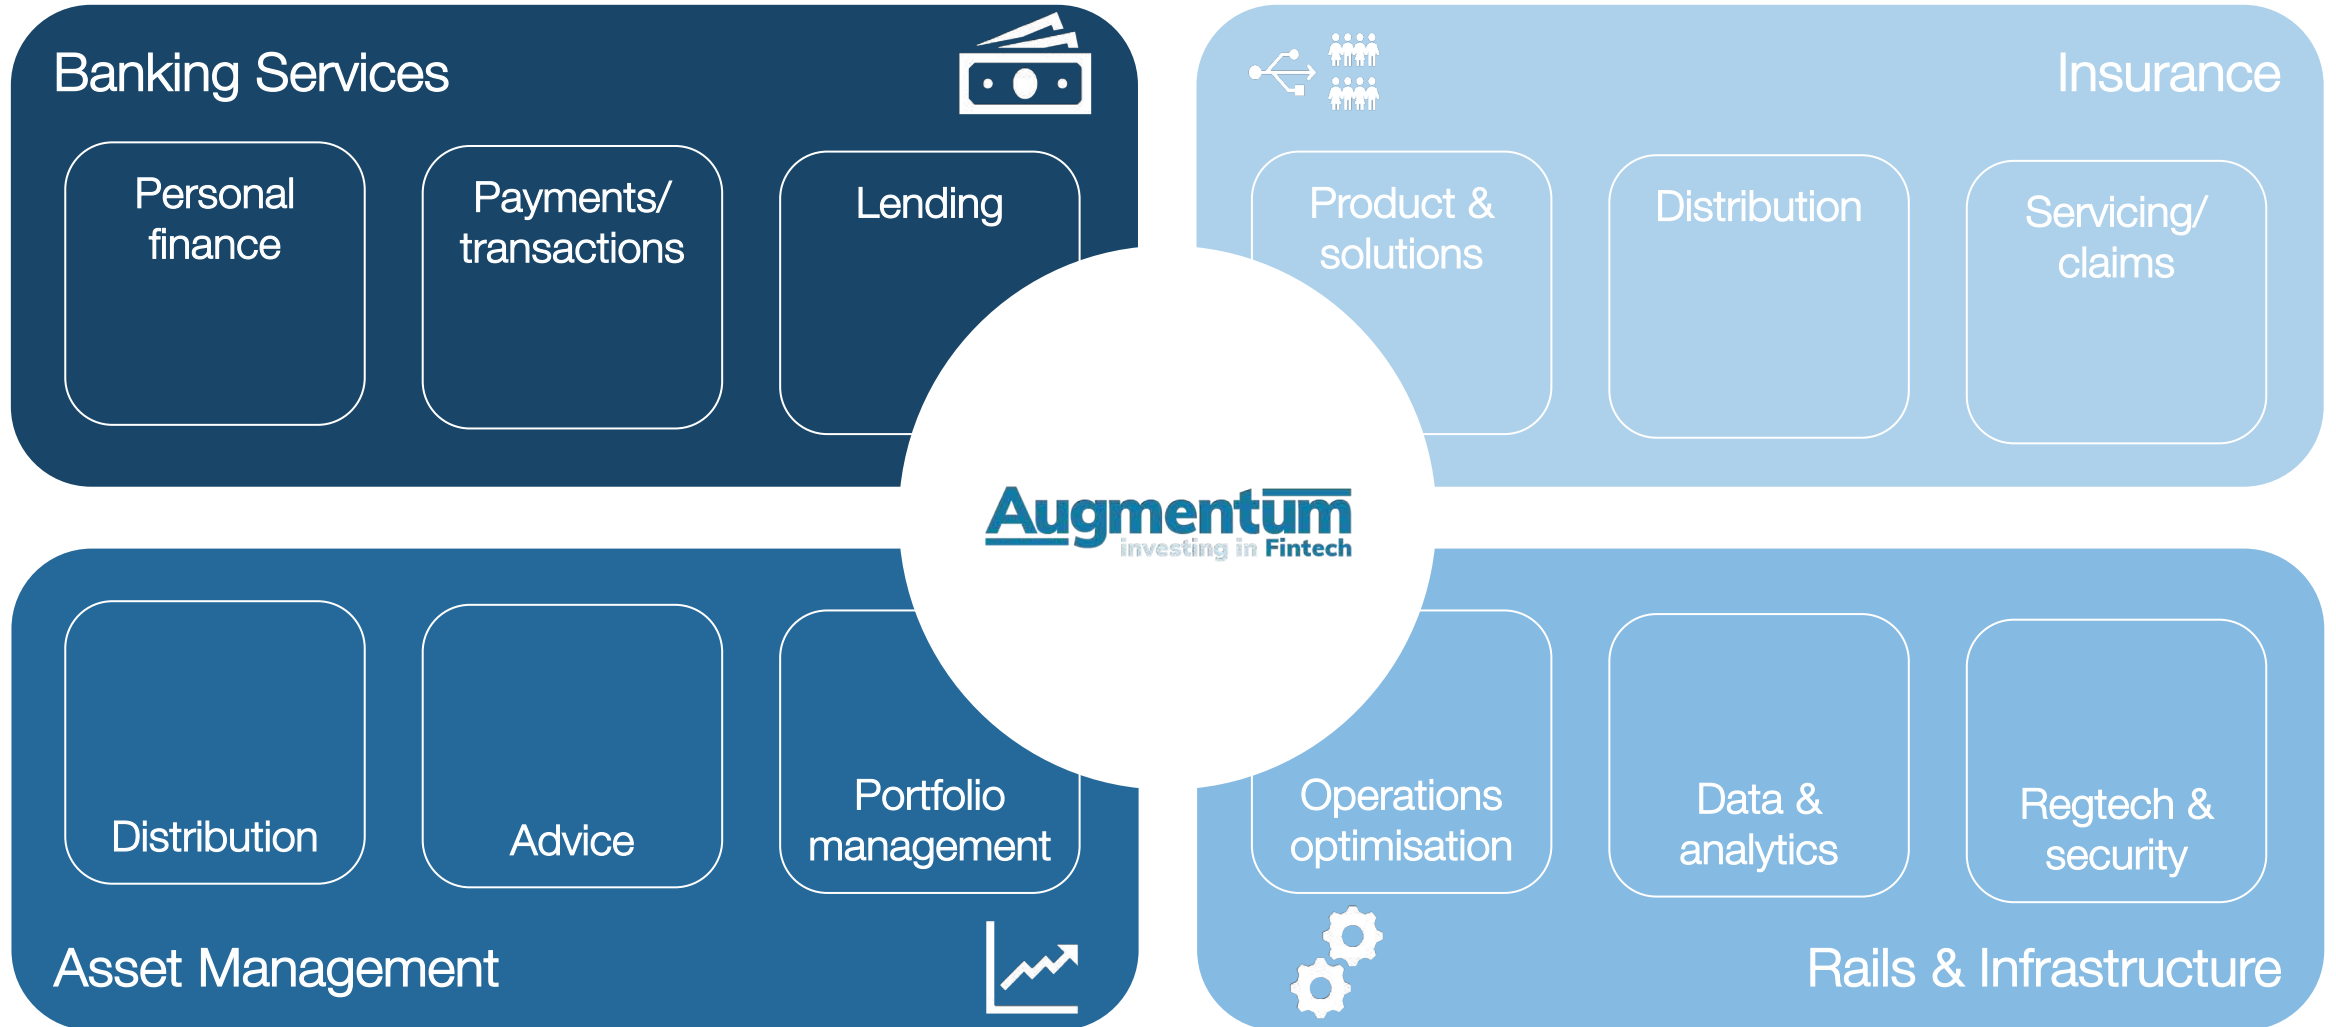 Banking Services
Personal
finance
Payments/
transactions
Lending
Insurance
Product &
solutions
Distribution
Servicing/
claims
Augmentum
investing in Fintech
Distribution
Advice
Portfolio
management
Asset Management
Operations
optimisation
Data &
analytics
Regtech &
security
Rails & Infrastructure